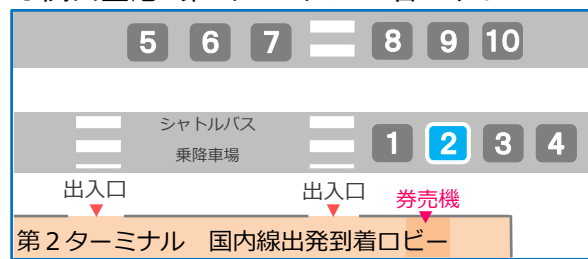 5 6 7 8 9 10
シャトルバス
乗降車場
1 2 3 4
出入口 出入口 券売機
第2ターミナル 国内線出発到着ロビー